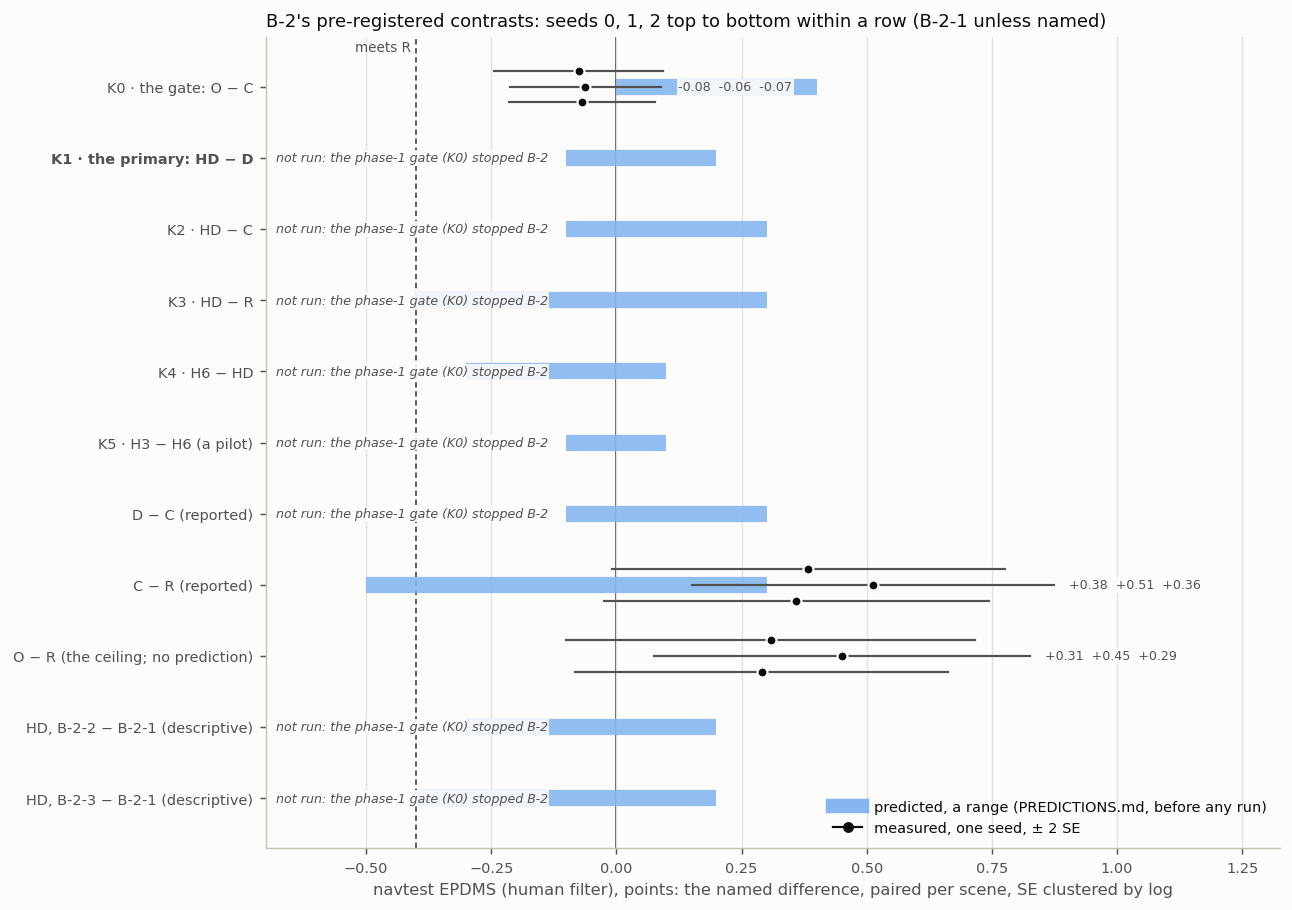 B-2's pre-registered contrasts: seeds 0, 1, 2 top to bottom within a row (B-2-1 unless named)
meets R
K0 · the gate: O − C
-0.08 -0.06 -0.07
K1 · the primary: HD − D
not run: the phase-1 gate (K0) stopped B-2
K2 · HD − C
not run: the phase-1 gate (K0) stopped B-2
K3 · HD − R
not run: the phase-1 gate (K0) stopped B-2
K4 · H6 − HD
not run: the phase-1 gate (K0) stopped B-2
K5 · H3 − H6 (a pilot)
not run: the phase-1 gate (K0) stopped B-2
D − C (reported)
not run: the phase-1 gate (K0) stopped B-2
C − R (reported)
+0.38 +0.51 +0.36
O − R (the ceiling; no prediction)
+0.31 +0.45 +0.29
HD, B-2-2 − B-2-1 (descriptive)
not run: the phase-1 gate (K0) stopped B-2
HD, B-2-3 − B-2-1 (descriptive)
not run: the phase-1 gate (K0) stopped B-2
predicted, a range (PREDICTIONS.md, before any run)
measured, one seed, ± 2 SE
−0.50 −0.25 0.00 0.25 0.50 0.75 1.00 1.25
navtest EPDMS (human filter), points: the named difference, paired per scene, SE clustered by log